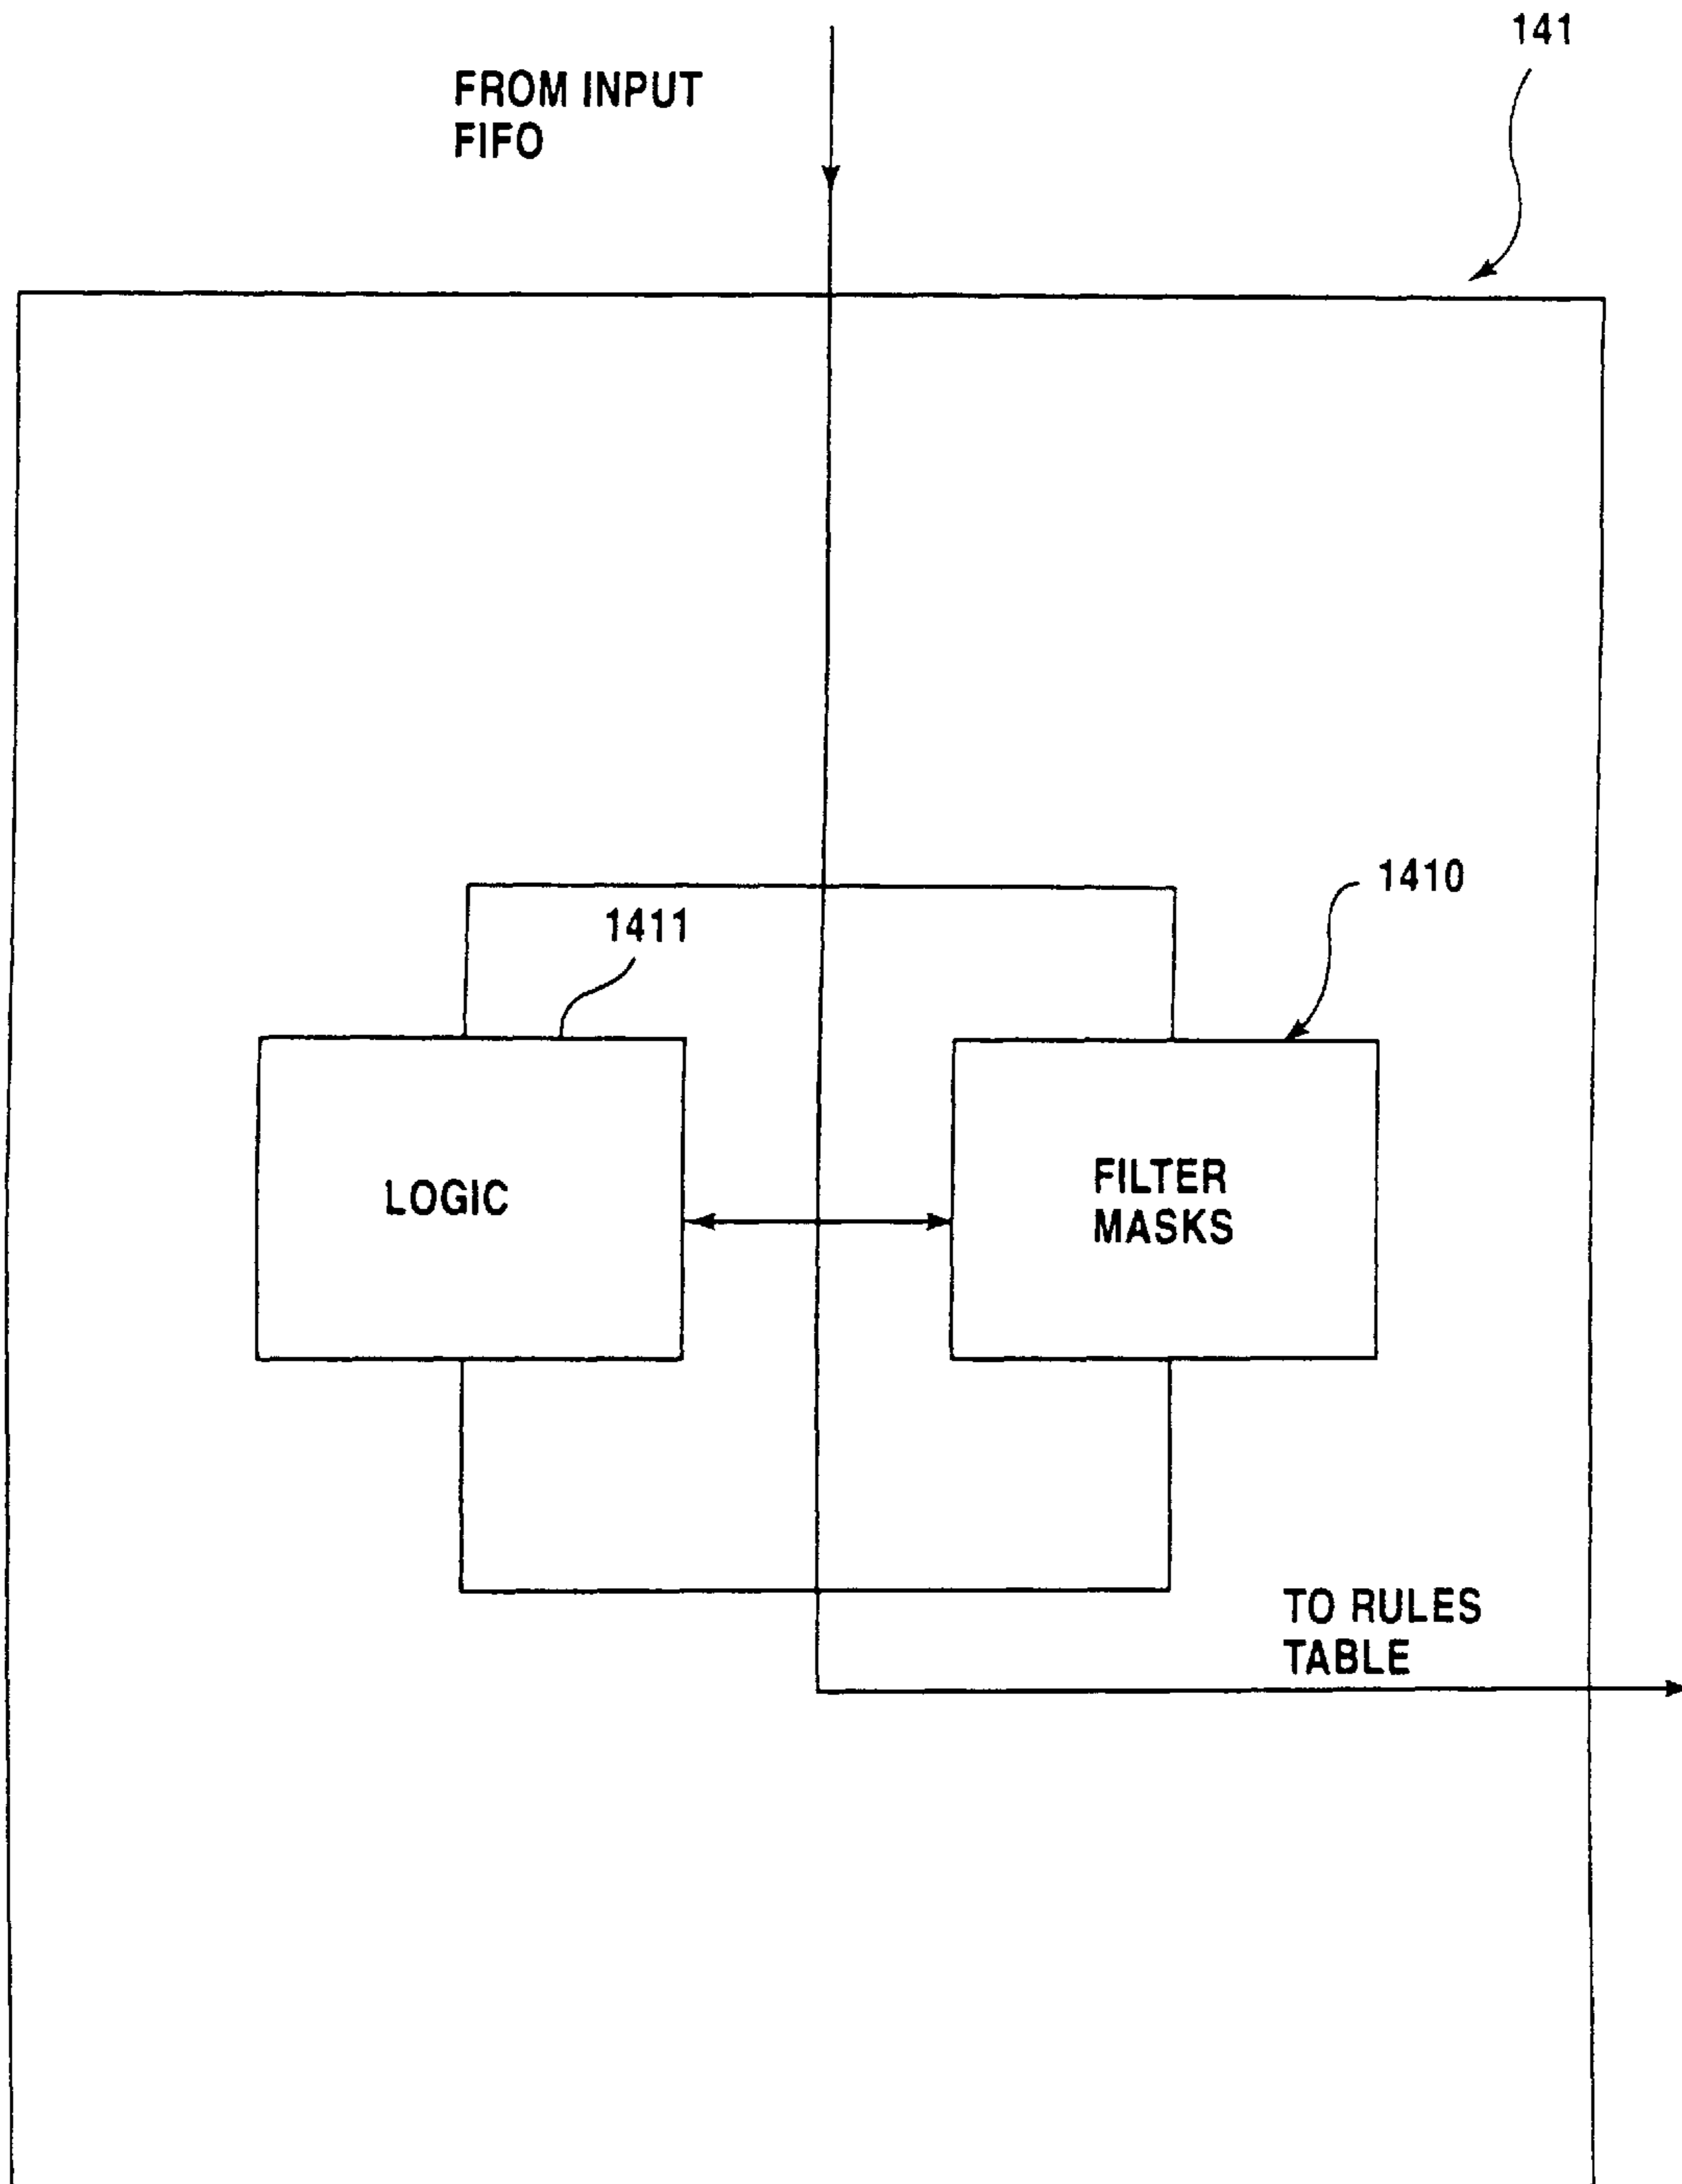 141
FROM INPUT
FIFO
1410
1411
LOGIC
FILTER
MASKS
TO RULES
TABLE